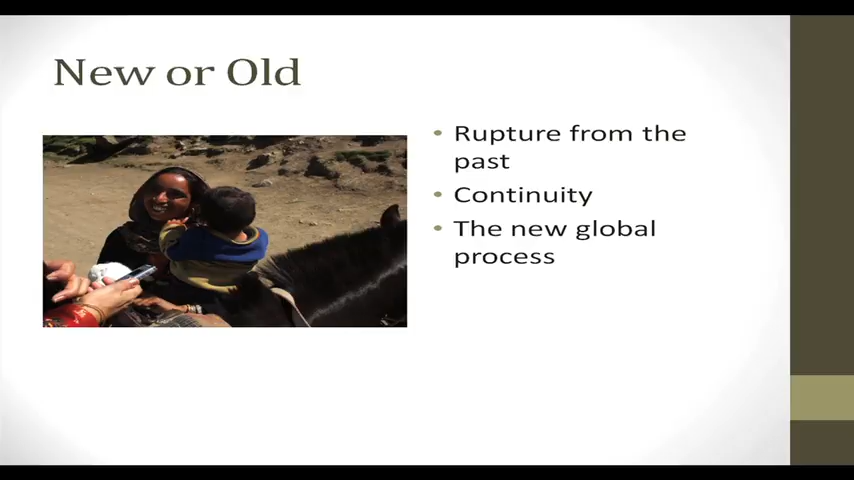 New or Old
• Rupture from the
past
• Continuity
• The new global
process